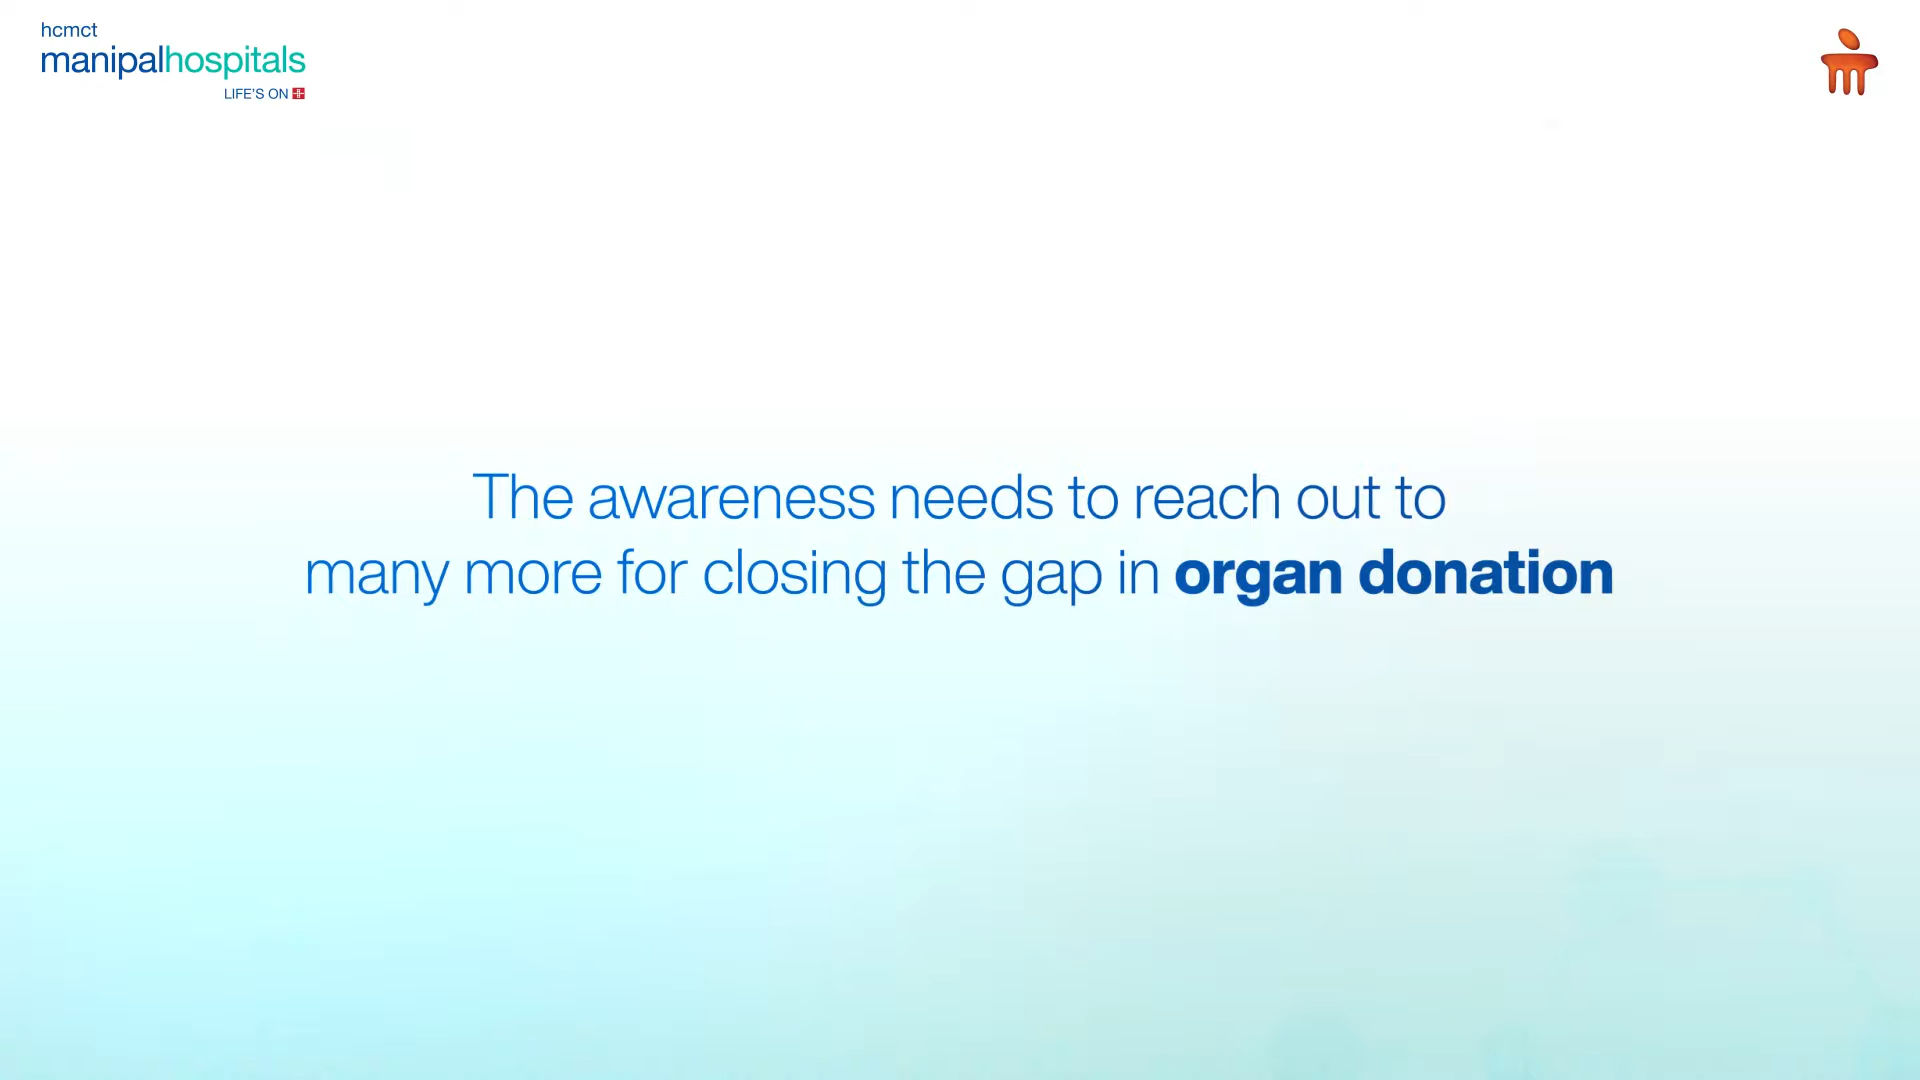 hcmct
manipalhospitals
LIFE'S ON
The awareness needs to reach out to
many more for closing the gap in organ donation